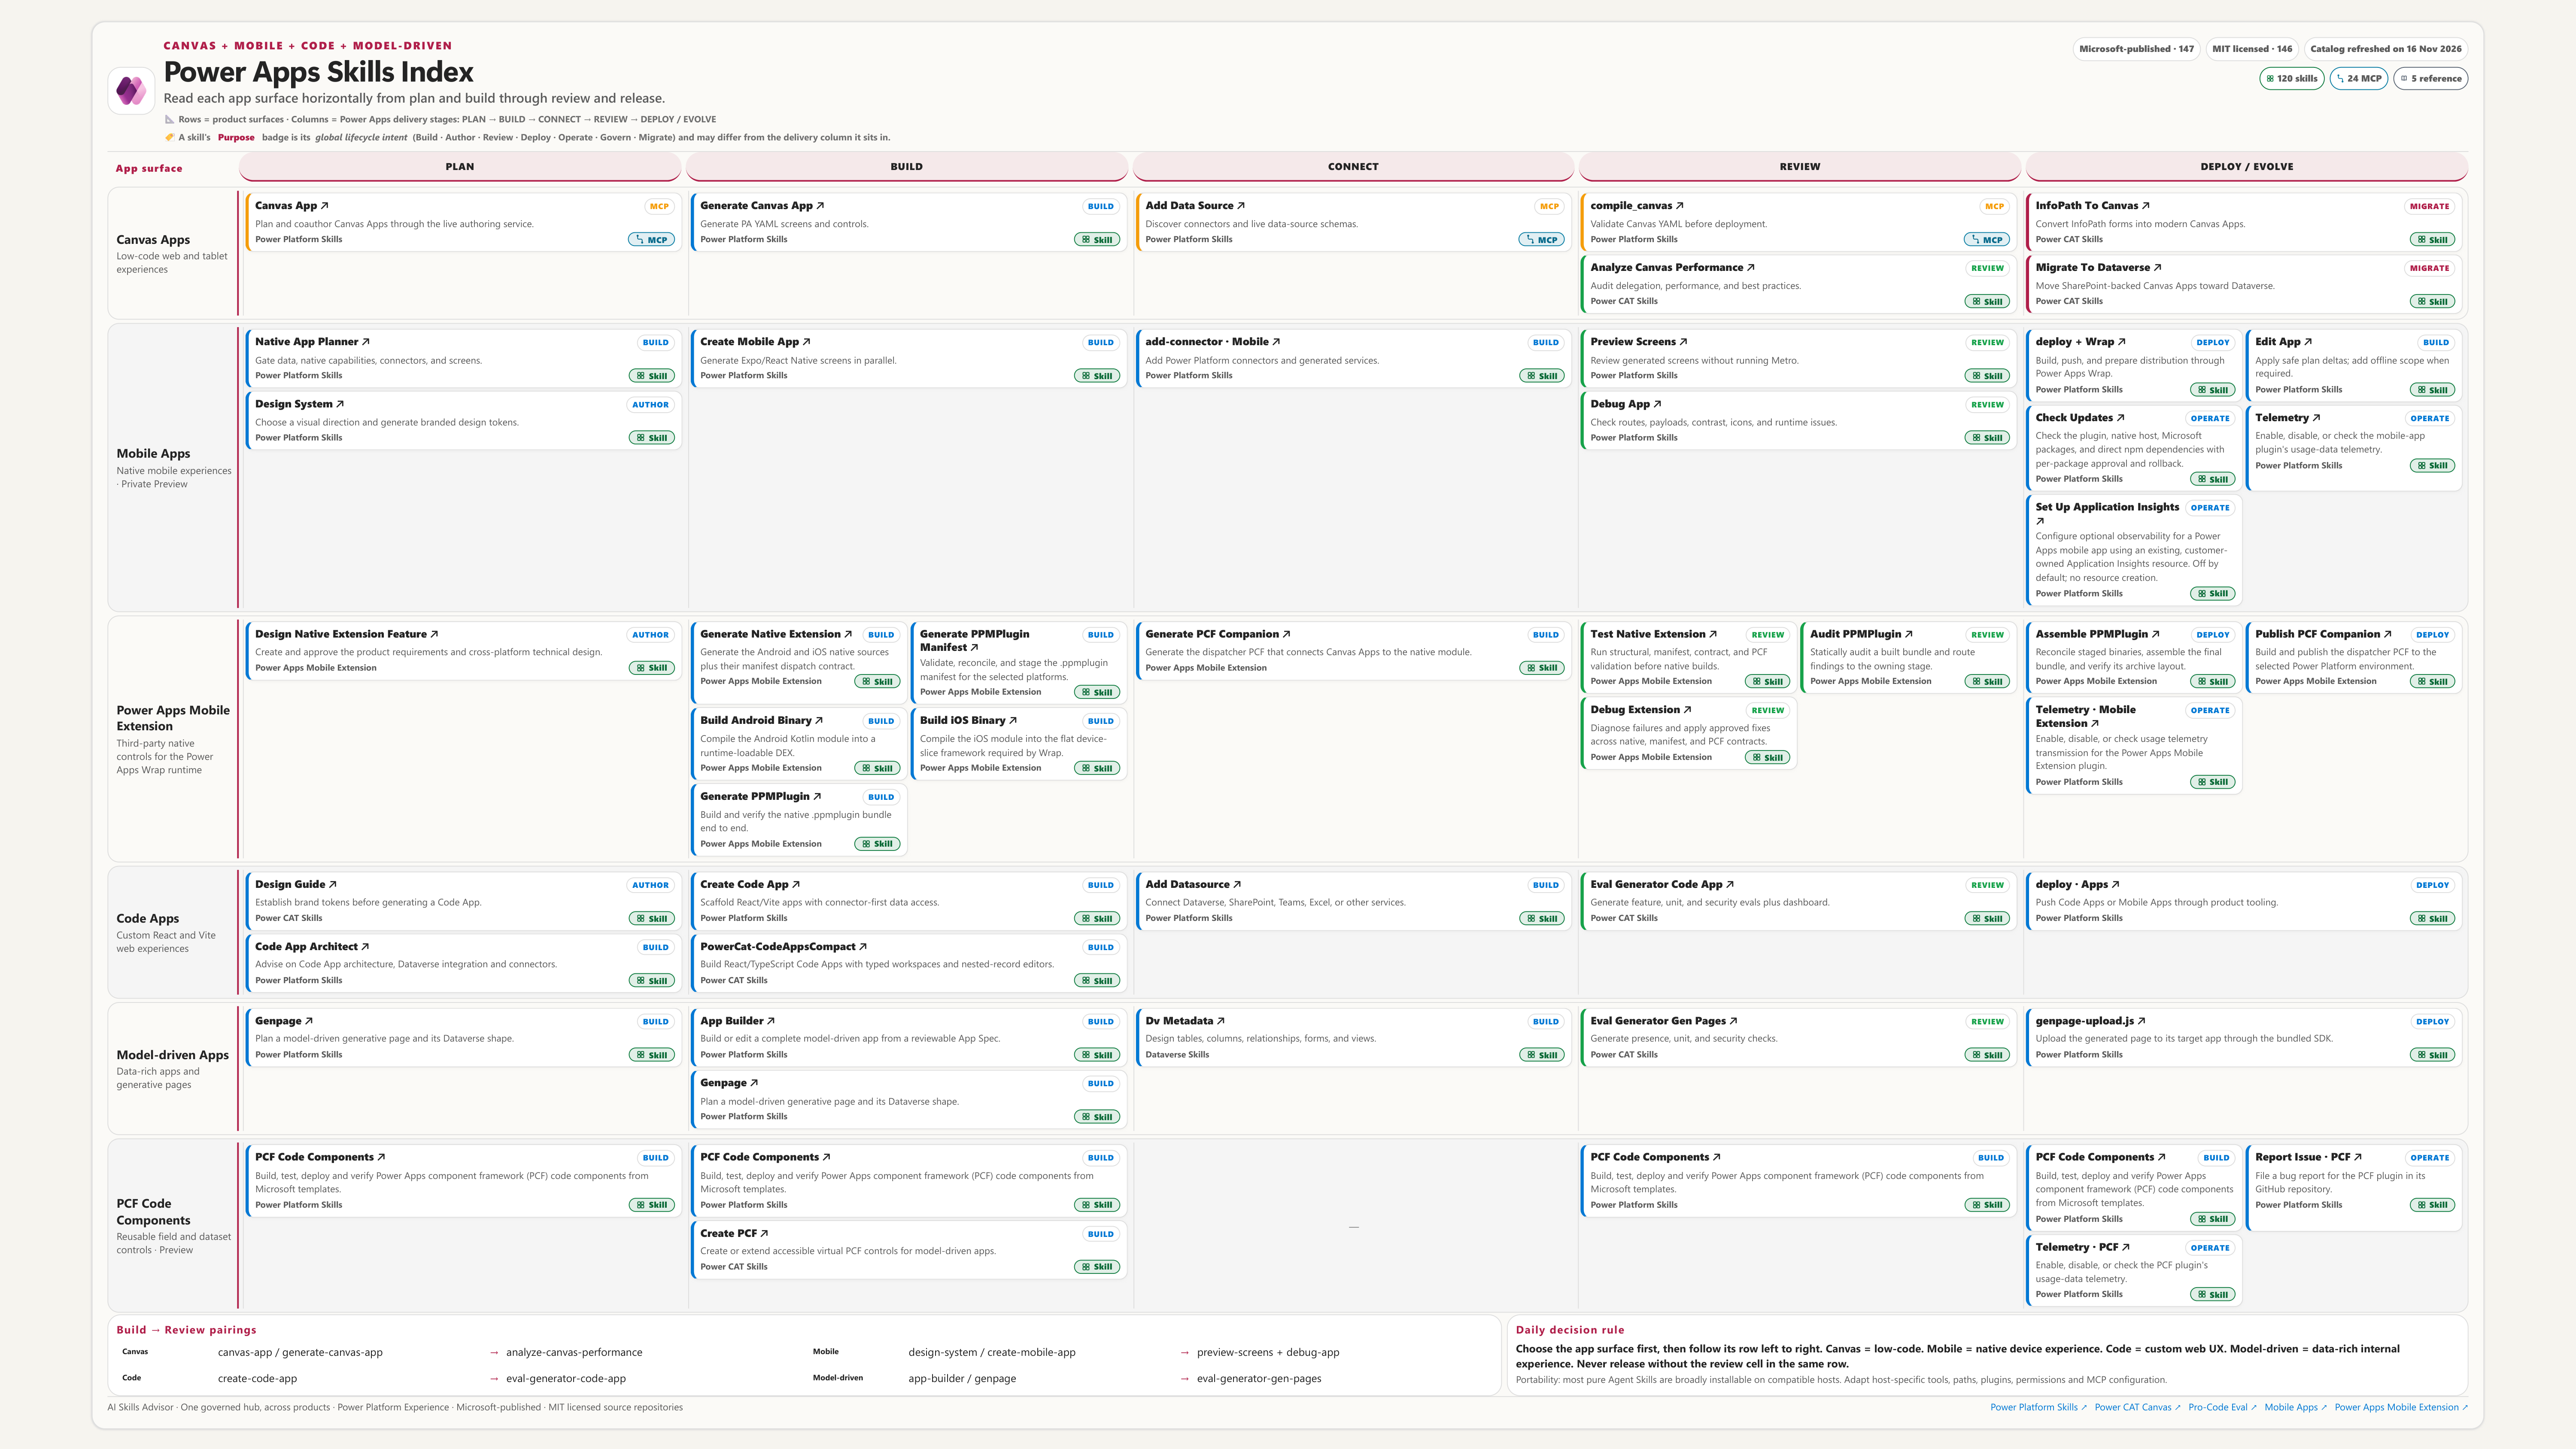 CANVAS + MOBILE + CODE + MODEL-DRIVEN
Power Apps Skills Index
Read each app surface horizontally from plan and build through review and release.
Rows = product surfaces · Columns = Power Apps delivery stages: PLAN → BUILD → CONNECT → REVIEW → DEPLOY / EVOLVE
A skill's Purpose badge is its global lifecycle intent (Build · Author · Review · Deploy · Operate · Govern · Migrate) and may differ from the delivery column it sits in.
Microsoft-published · 147
MIT licensed · 146
Catalog refreshed on 16 Nov 2026
120 skills
24 MCP
5 reference
App surface
PLAN
BUILD
CONNECT
REVIEW
DEPLOY / EVOLVE
Canvas Apps
Low-code web and tablet
experiences
Canvas App ↗
MCP
Plan and coauthor Canvas Apps through the live authoring service.
Power Platform Skills
MCP
Generate Canvas App ↗
BUILD
Generate PA YAML screens and controls.
Power Platform Skills
Skill
Add Data Source ↗
MCP
Discover connectors and live data-source schemas.
Power Platform Skills
MCP
compile_canvas ↗
MCP
Validate Canvas YAML before deployment.
Power Platform Skills
MCP
Analyze Canvas Performance ↗
REVIEW
Audit delegation, performance, and best practices.
Power CAT Skills
Skill
InfoPath To Canvas ↗
MIGRATE
Convert InfoPath forms into modern Canvas Apps.
Power CAT Skills
Skill
Migrate To Dataverse ↗
MIGRATE
Move SharePoint-backed Canvas Apps toward Dataverse.
Power CAT Skills
Skill
Mobile Apps
Native mobile experiences
· Private Preview
Native App Planner ↗
BUILD
Gate data, native capabilities, connectors, and screens.
Power Platform Skills
Skill
Design System ↗
AUTHOR
Choose a visual direction and generate branded design tokens.
Power Platform Skills
Skill
Create Mobile App ↗
BUILD
Generate Expo/React Native screens in parallel.
Power Platform Skills
Skill
add-connector · Mobile ↗
BUILD
Add Power Platform connectors and generated services.
Power Platform Skills
Skill
Preview Screens ↗
REVIEW
Review generated screens without running Metro.
Power Platform Skills
Skill
Debug App ↗
REVIEW
Check routes, payloads, contrast, icons, and runtime issues.
Power Platform Skills
Skill
deploy + Wrap ↗
DEPLOY
Build, push, and prepare distribution through
Power Apps Wrap.
Power Platform Skills
Skill
Edit App ↗
BUILD
Apply safe plan deltas; add offline scope when
required.
Power Platform Skills
Skill
Check Updates ↗
OPERATE
Check the plugin, native host, Microsoft
packages, and direct npm dependencies with
per-package approval and rollback.
Power Platform Skills
Skill
Telemetry ↗
OPERATE
Enable, disable, or check the mobile-app
plugin's usage-data telemetry.
Power Platform Skills
Skill
Set Up Application Insights
↗
OPERATE
Configure optional observability for a Power
Apps mobile app using an existing, customer-
owned Application Insights resource. Off by
default; no resource creation.
Power Platform Skills
Skill
Power Apps Mobile
Extension
Third-party native
controls for the Power
Apps Wrap runtime
Design Native Extension Feature ↗
AUTHOR
Create and approve the product requirements and cross-platform technical design.
Power Apps Mobile Extension
Skill
Generate Native Extension ↗
BUILD
Generate the Android and iOS native sources
plus their manifest dispatch contract.
Power Apps Mobile Extension
Skill
Generate PPMPlugin
Manifest ↗
BUILD
Validate, reconcile, and stage the .ppmplugin
manifest for the selected platforms.
Power Apps Mobile Extension
Skill
Build Android Binary ↗
BUILD
Compile the Android Kotlin module into a
runtime-loadable DEX.
Power Apps Mobile Extension
Skill
Build iOS Binary ↗
BUILD
Compile the iOS module into the flat device-
slice framework required by Wrap.
Power Apps Mobile Extension
Skill
Generate PPMPlugin ↗
BUILD
Build and verify the native .ppmplugin bundle
end to end.
Power Apps Mobile Extension
Skill
Generate PCF Companion ↗
BUILD
Generate the dispatcher PCF that connects Canvas Apps to the native module.
Power Apps Mobile Extension
Skill
Test Native Extension ↗
REVIEW
Run structural, manifest, contract, and PCF
validation before native builds.
Power Apps Mobile Extension
Skill
Audit PPMPlugin ↗
REVIEW
Statically audit a built bundle and route
findings to the owning stage.
Power Apps Mobile Extension
Skill
Debug Extension ↗
REVIEW
Diagnose failures and apply approved fixes
across native, manifest, and PCF contracts.
Power Apps Mobile Extension
Skill
Assemble PPMPlugin ↗
DEPLOY
Reconcile staged binaries, assemble the final
bundle, and verify its archive layout.
Power Apps Mobile Extension
Skill
Publish PCF Companion ↗
DEPLOY
Build and publish the dispatcher PCF to the
selected Power Platform environment.
Power Apps Mobile Extension
Skill
Telemetry · Mobile
Extension ↗
OPERATE
Enable, disable, or check usage telemetry
transmission for the Power Apps Mobile
Extension plugin.
Power Platform Skills
Skill
Code Apps
Custom React and Vite
web experiences
Design Guide ↗
AUTHOR
Establish brand tokens before generating a Code App.
Power CAT Skills
Skill
Code App Architect ↗
BUILD
Advise on Code App architecture, Dataverse integration and connectors.
Power Platform Skills
Skill
Create Code App ↗
BUILD
Scaffold React/Vite apps with connector-first data access.
Power Platform Skills
Skill
PowerCat-CodeAppsCompact ↗
BUILD
Build React/TypeScript Code Apps with typed workspaces and nested-record editors.
Power CAT Skills
Skill
Add Datasource ↗
BUILD
Connect Dataverse, SharePoint, Teams, Excel, or other services.
Power Platform Skills
Skill
Eval Generator Code App ↗
REVIEW
Generate feature, unit, and security evals plus dashboard.
Power CAT Skills
Skill
deploy · Apps ↗
DEPLOY
Push Code Apps or Mobile Apps through product tooling.
Power Platform Skills
Skill
Model-driven Apps
Data-rich apps and
generative pages
Genpage ↗
BUILD
Plan a model-driven generative page and its Dataverse shape.
Power Platform Skills
Skill
App Builder ↗
BUILD
Build or edit a complete model-driven app from a reviewable App Spec.
Power Platform Skills
Skill
Genpage ↗
BUILD
Plan a model-driven generative page and its Dataverse shape.
Power Platform Skills
Skill
Dv Metadata ↗
BUILD
Design tables, columns, relationships, forms, and views.
Dataverse Skills
Skill
Eval Generator Gen Pages ↗
REVIEW
Generate presence, unit, and security checks.
Power CAT Skills
Skill
genpage-upload.js ↗
DEPLOY
Upload the generated page to its target app through the bundled SDK.
Power Platform Skills
Skill
PCF Code
Components
Reusable field and dataset
controls · Preview
PCF Code Components ↗
BUILD
Build, test, deploy and verify Power Apps component framework (PCF) code components from
Microsoft templates.
Power Platform Skills
Skill
PCF Code Components ↗
BUILD
Build, test, deploy and verify Power Apps component framework (PCF) code components from
Microsoft templates.
Power Platform Skills
Skill
Create PCF ↗
BUILD
Create or extend accessible virtual PCF controls for model-driven apps.
Power CAT Skills
Skill
—
PCF Code Components ↗
BUILD
Build, test, deploy and verify Power Apps component framework (PCF) code components from
Microsoft templates.
Power Platform Skills
Skill
PCF Code Components ↗
BUILD
Build, test, deploy and verify Power Apps
component framework (PCF) code components
from Microsoft templates.
Power Platform Skills
Skill
Report Issue · PCF ↗
OPERATE
File a bug report for the PCF plugin in its
GitHub repository.
Power Platform Skills
Skill
Telemetry · PCF ↗
OPERATE
Enable, disable, or check the PCF plugin's
usage-data telemetry.
Power Platform Skills
Skill
Build → Review pairings
Canvas canvas-app / generate-canvas-app → analyze-canvas-performance
Mobile design-system / create-mobile-app → preview-screens + debug-app
Code create-code-app → eval-generator-code-app
Model-driven app-builder / genpage → eval-generator-gen-pages
Daily decision rule
Choose the app surface first, then follow its row left to right. Canvas = low-code. Mobile = native device experience. Code = custom web UX. Model-driven = data-rich internal
experience. Never release without the review cell in the same row.
Portability: most pure Agent Skills are broadly installable on compatible hosts. Adapt host-specific tools, paths, plugins, permissions and MCP configuration.
AI Skills Advisor · One governed hub, across products · Power Platform Experience · Microsoft-published · MIT licensed source repositories
Power Platform Skills ↗ Power CAT Canvas ↗ Pro-Code Eval ↗ Mobile Apps ↗ Power Apps Mobile Extension ↗